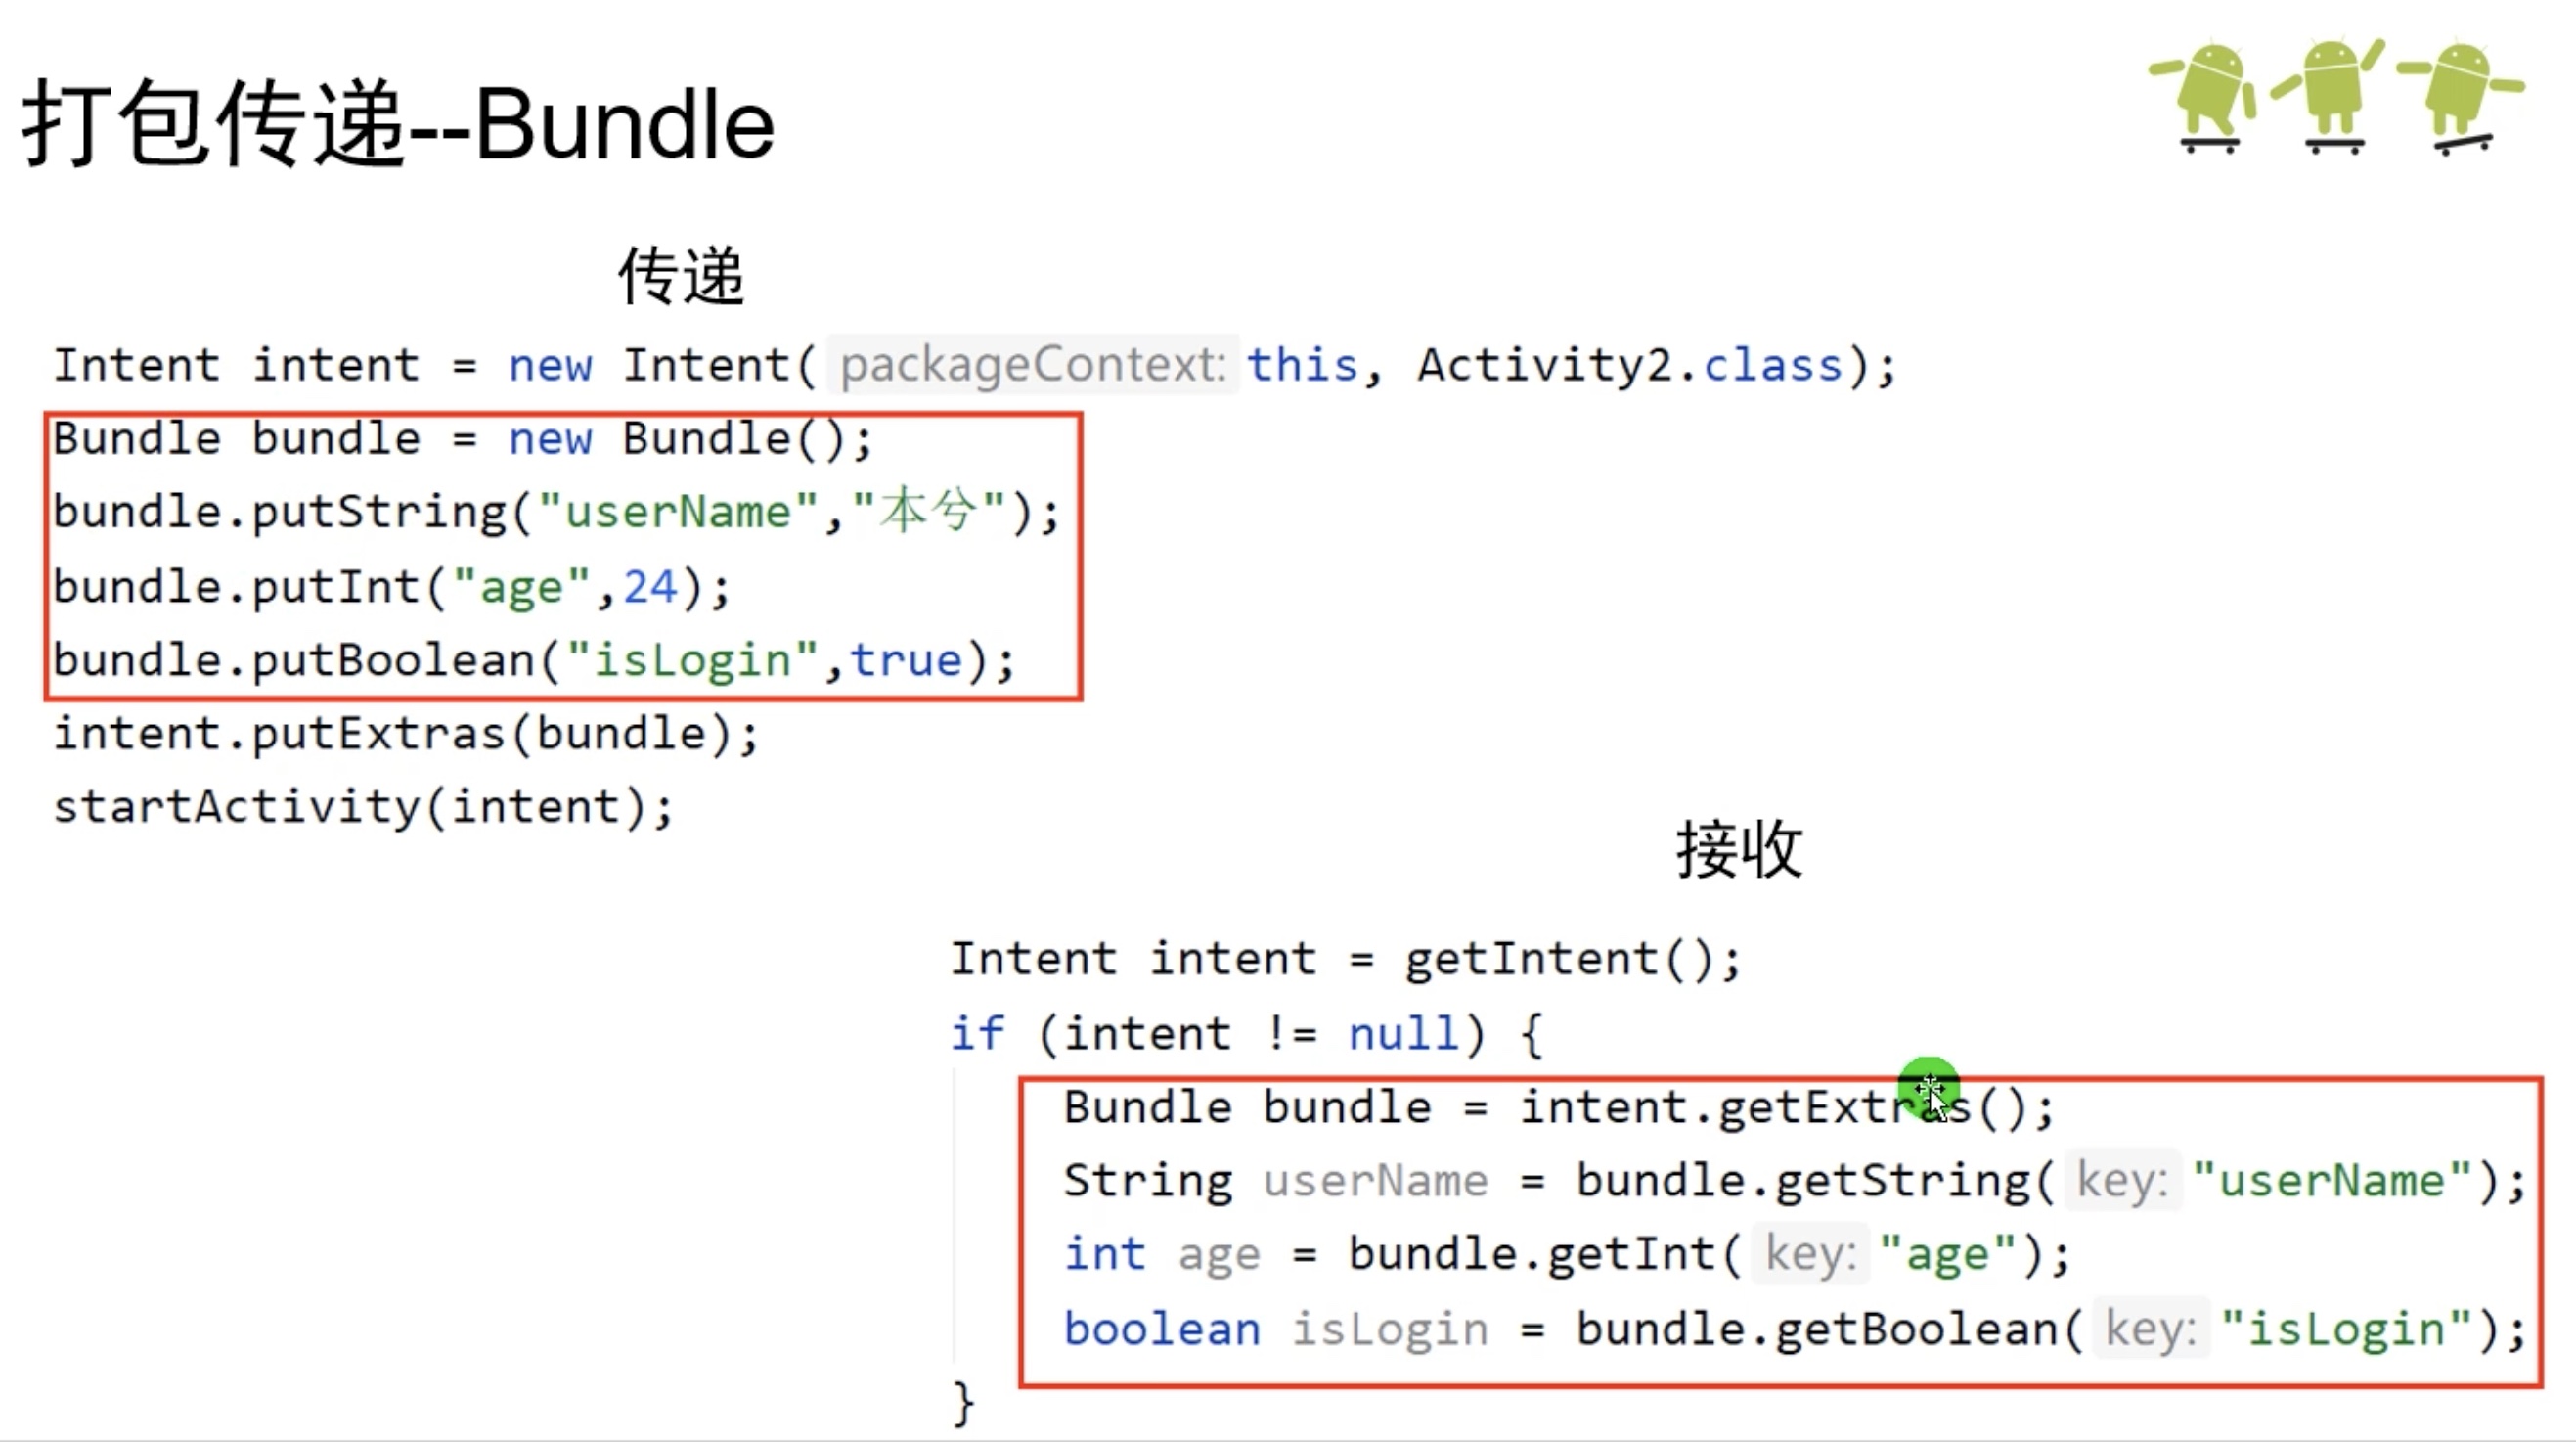 打包传递--Bundle
传递
Intent intent = new Intent( packageContext: this, Activity2.class);
Bundle bundle = new Bundle();
bundle.putString("userName","本兮");
bundle.putInt("age",24);
bundle.putBoolean("isLogin",true);
intent.putExtras(bundle);
startActivity(intent);
接收
Intent intent = getIntent();
if (intent != null) {
Bundle bundle = intent.getExtras();
String userName = bundle.getString( key: "userName");
int age = bundle.getInt( key: "age");
boolean isLogin = bundle.getBoolean( key: "isLogin");
}